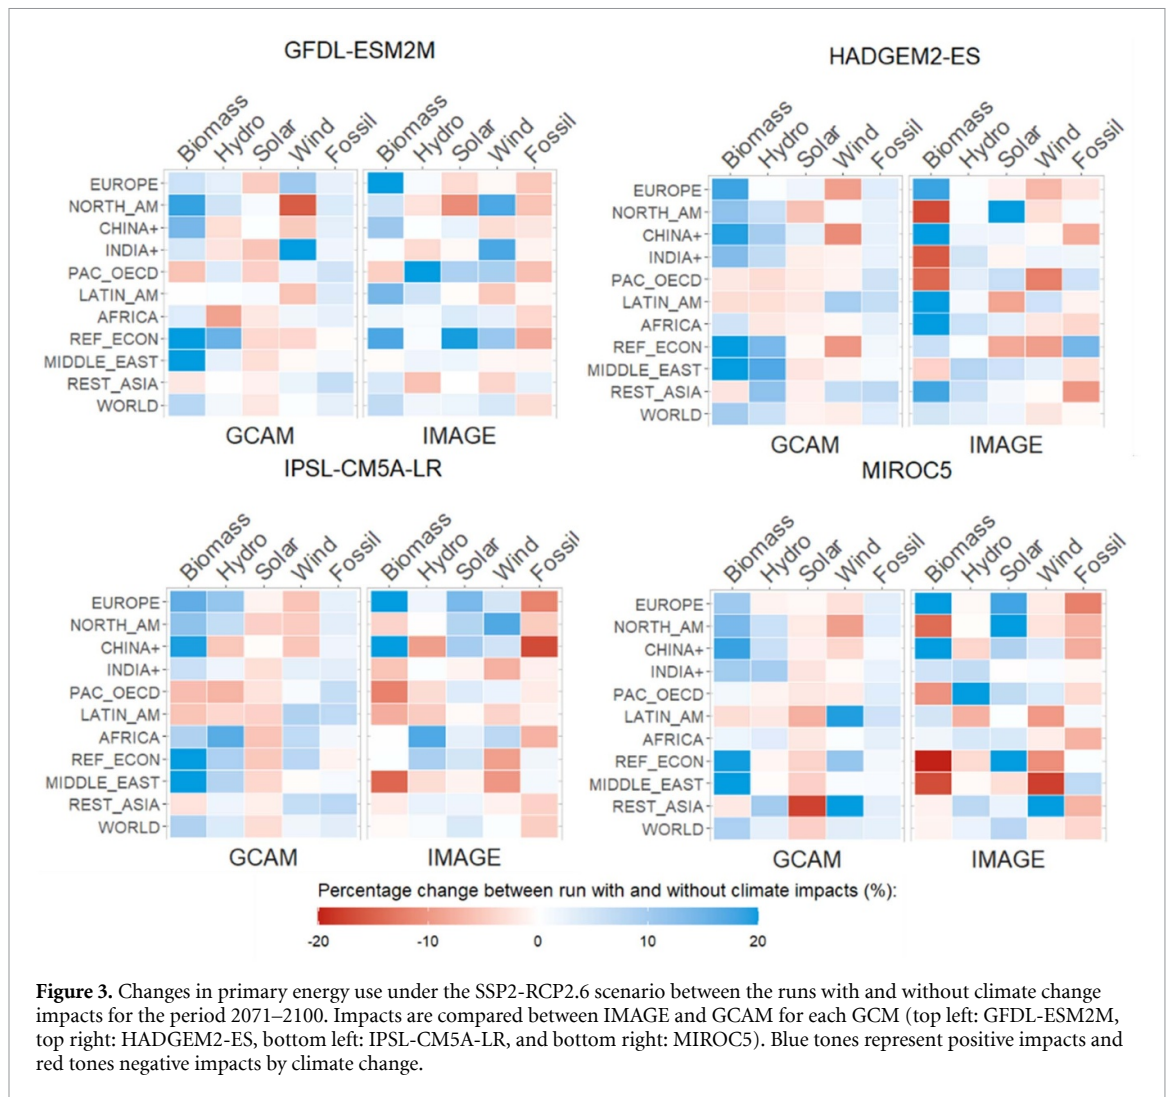 GFDL-ESM2M
Biomass Hydro Solar Wind Fossil Biomass Hydro Solar Wind Fossil
EUROPE
NORTH_AM
CHINA+
INDIA+
PAC_OECD
LATIN_AM
AFRICA
REF_ECON
MIDDLE_EAST
REST_ASIA
WORLD
GCAM IMAGE
HADGEM2-ES
Biomass Hydro Solar Wind Fossil Biomass Hydro Solar Wind Fossil
EUROPE
NORTH_AM
CHINA+
INDIA+
PAC_OECD
LATIN_AM
AFRICA
REF_ECON
MIDDLE_EAST
REST_ASIA
WORLD
GCAM IMAGE
IPSL-CM5A-LR
Biomass Hydro Solar Wind Fossil Biomass Hydro Solar Wind Fossil
EUROPE
NORTH_AM
CHINA+
INDIA+
PAC_OECD
LATIN_AM
AFRICA
REF_ECON
MIDDLE_EAST
REST_ASIA
WORLD
GCAM IMAGE
MIROC5
Biomass Hydro Solar Wind Fossil Biomass Hydro Solar Wind Fossil
EUROPE
NORTH_AM
CHINA+
INDIA+
PAC_OECD
LATIN_AM
AFRICA
REF_ECON
MIDDLE_EAST
REST_ASIA
WORLD
GCAM IMAGE
Percentage change between run with and without climate impacts (%):
-20 -10 0 10 20
Figure 3. Changes in primary energy use under the SSP2-RCP2.6 scenario between the runs with and without climate change
impacts for the period 2071–2100. Impacts are compared between IMAGE and GCAM for each GCM (top left: GFDL-ESM2M,
top right: HADGEM2-ES, bottom left: IPSL-CM5A-LR, and bottom right: MIROC5). Blue tones represent positive impacts and
red tones negative impacts by climate change.